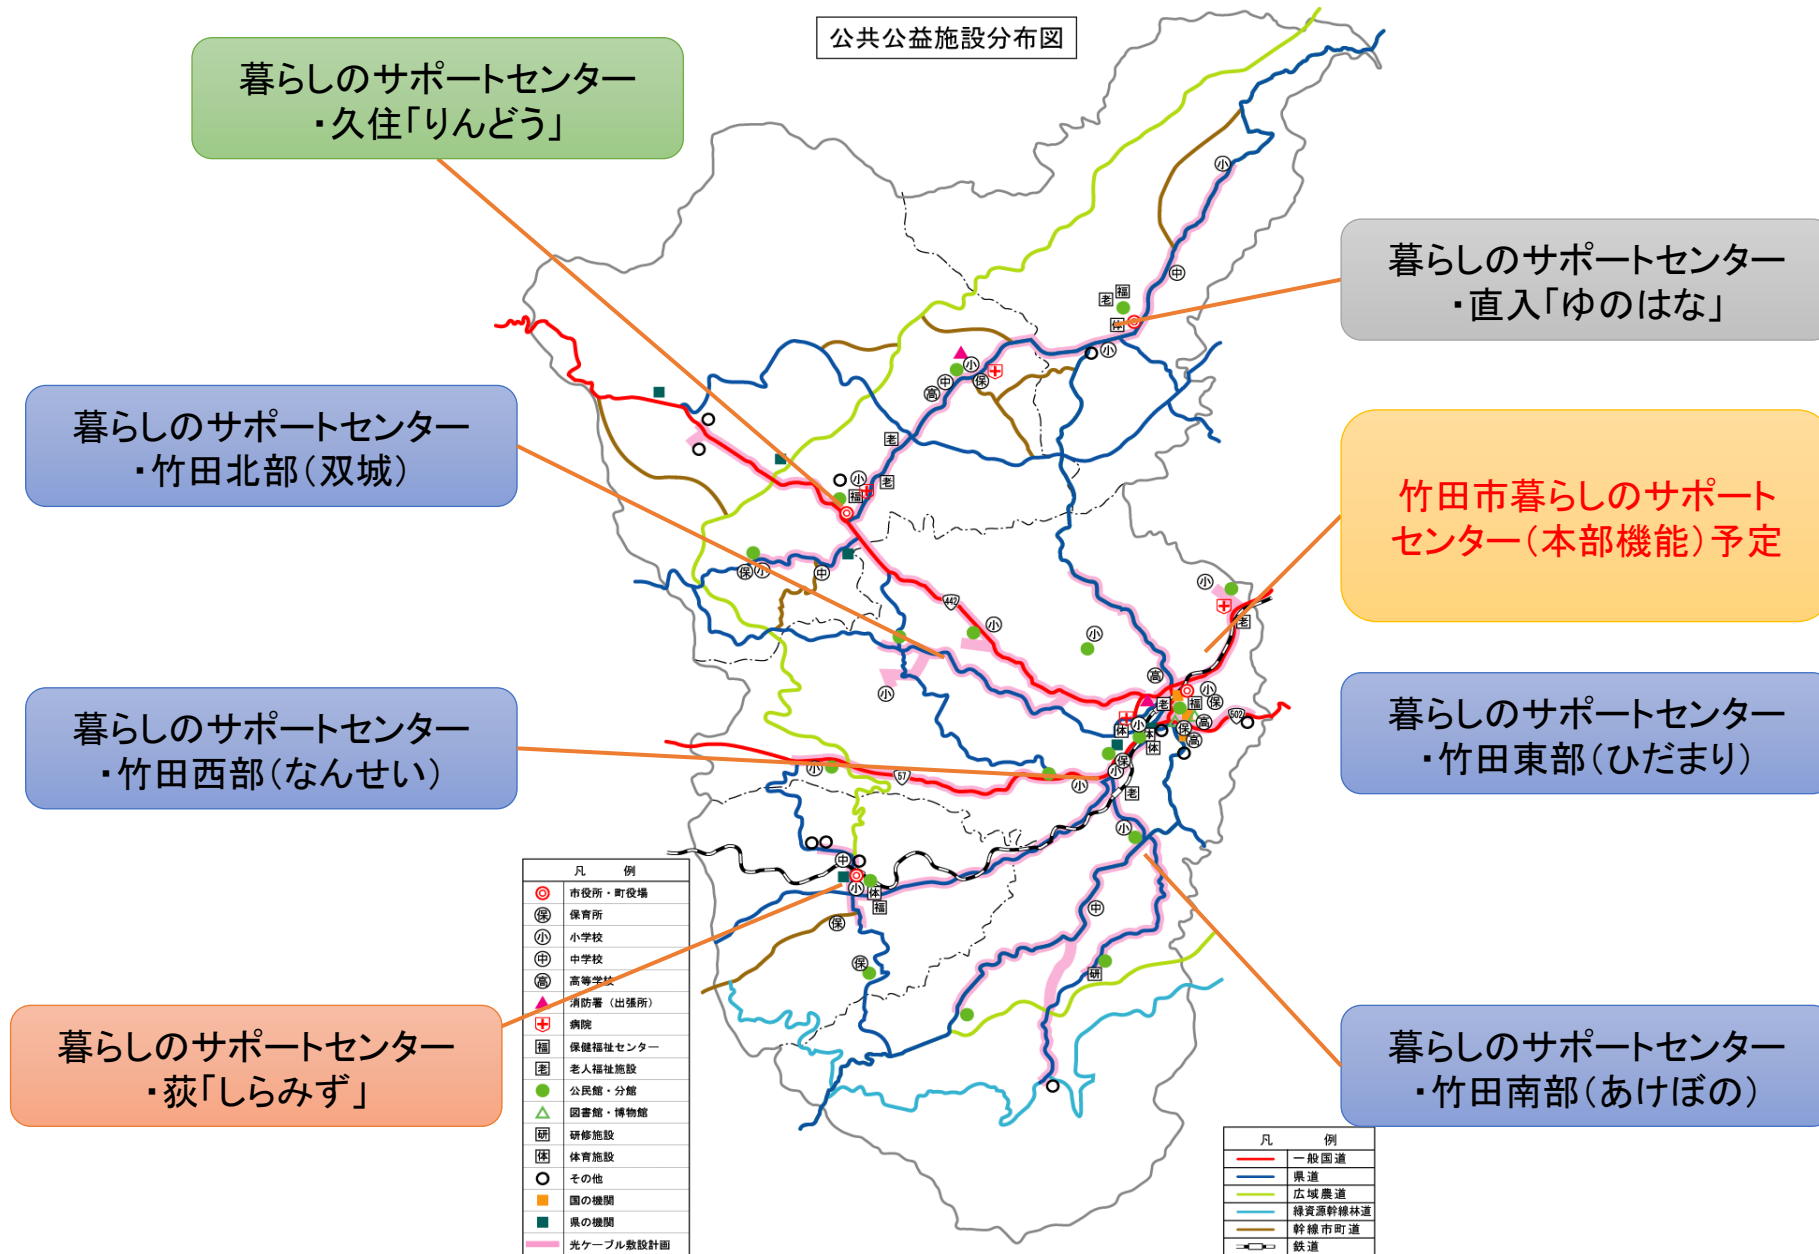 公共公益施設分布図
暮らしのサポートセンター
・久住「りんどう」
暮らしのサポートセンター
・直入「ゆのはな」
暮らしのサポートセンター
・竹田北部(双城)
竹田市暮らしのサポート
センター(本部機能)予定
暮らしのサポートセンター
・竹田西部(なんせい)
暮らしのサポートセンター
・竹田東部(ひだまり)
暮らしのサポートセンター
・荻「しらみず」
暮らしのサポートセンター
・竹田南部(あけぼの)
442
502
57
凡 例
市役所・町役場
保 保育所
小 小学校
中 中学校
高 高等学校
消防署(出張所)
病院
福 保健福祉センター
老 老人福祉施設
公民館・分館
図書館・博物館
研 研修施設
体 体育施設
その他
国の機関
県の機関
光ケーブル敷設計画
凡 例
一般国道
県道
広域農道
緑資源幹線林道
幹線市町道
鉄道